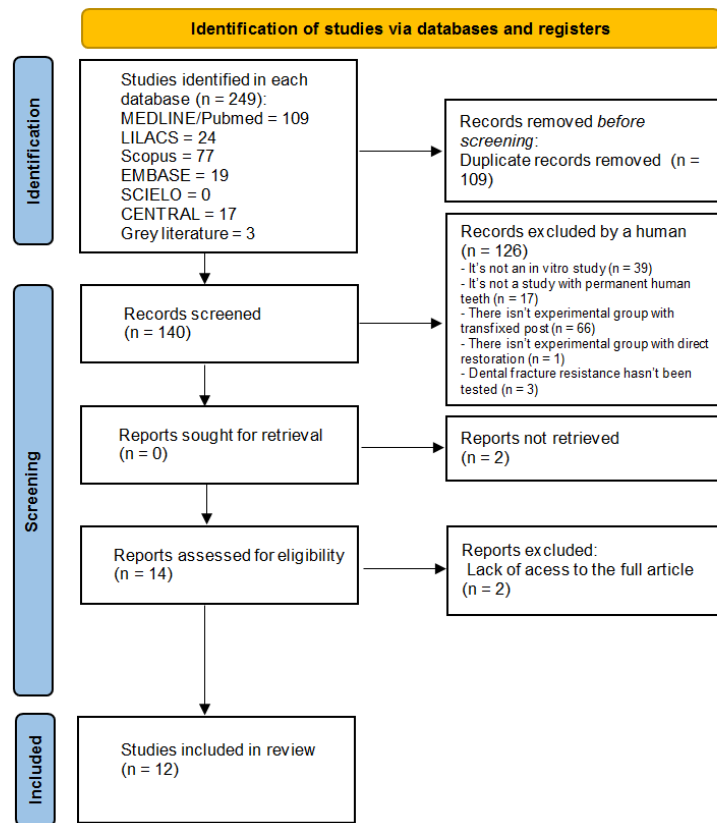 Identification of studies via databases and registers
Identification
Studies identified in each
database (n = 249):
MEDLINE/Pubmed = 109
LILACS = 24
Scopus = 77
EMBASE = 19
SCIELO = 0
CENTRAL = 17
Grey literature = 3
Records removed before
screening:
Duplicate records removed (n =
109)
Screening
Records screened
(n = 140)
Records excluded by a human
(n = 126)
- It's not an in vitro study (n = 39)
- It's not a study with permanent human
teeth (n = 17)
- There isn't experimental group with
transfixed post (n = 66)
- There isn't experimental group with direct
restoration (n = 1)
- Dental fracture resistance hasn't been
tested (n = 3)
Reports sought for retrieval
(n = 0)
Reports not retrieved
(n = 2)
Reports assessed for eligibility
(n = 14)
Reports excluded:
Lack of acess to the full article
(n = 2)
Included
Studies included in review
(n = 12)